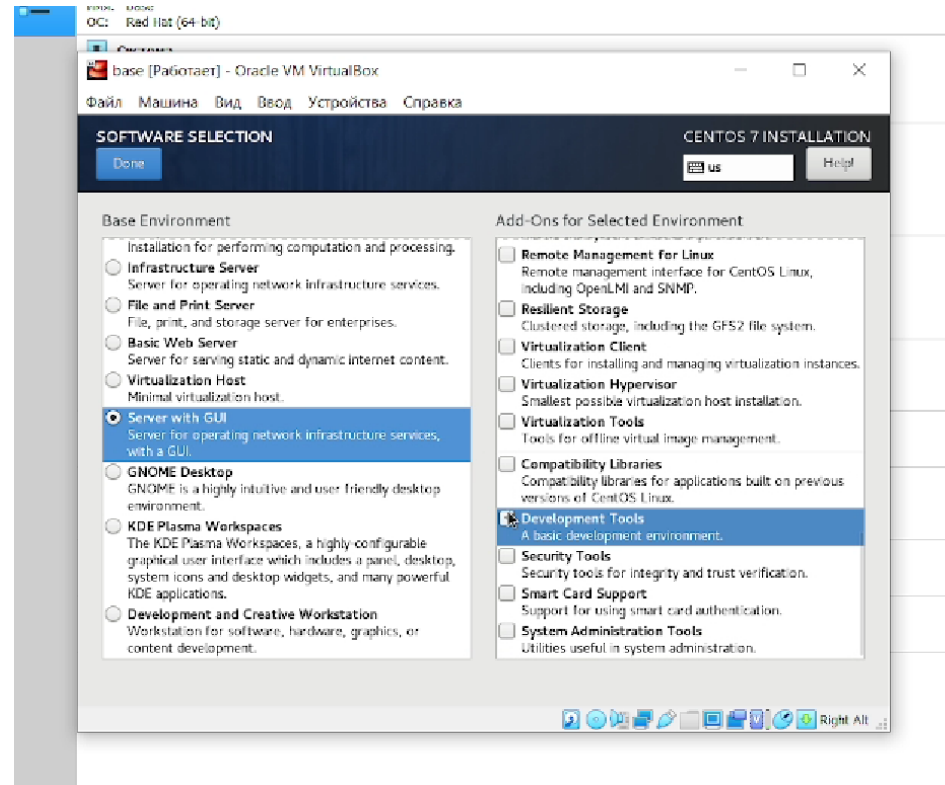 ОС: Red Hat (64-bit)
base [Работает] - Oracle VM VirtualBox
Файл Машина Вид Ввод Устройства Справка
SOFTWARE SELECTION
CENTOS 7 INSTALLATION
Done
us
Help!
Base Environment
Installation for performing computation and processing.
Infrastructure Server
Server for operating network infrastructure services.
File and Print Server
File, print, and storage server for enterprises.
Basic Web Server
Server for serving static and dynamic internet content.
Virtualization Host
Minimal virtualization host.
Server with GUI
Server for operating network infrastructure services,
with a GUI.
GNOME Desktop
GNOME is a highly intuitive and user friendly desktop
environment.
KDE Plasma Workspaces
The KDE Plasma Workspaces, a highly-configurable
graphical user interface which includes a panel, desktop,
system icons and desktop widgets, and many powerful
KDE applications.
Development and Creative Workstation
Workstation for software, hardware, graphics, or
content development.
Add-Ons for Selected Environment
Remote Management for Linux
Remote management interface for CentOS Linux,
including OpenLMI and SNMP.
Resilient Storage
Clustered storage, including the GFS2 file system.
Virtualization Client
Clients for installing and managing virtualization instances.
Virtualization Hypervisor
Smallest possible virtualization host installation.
Virtualization Tools
Tools for offline virtual image management.
Compatibility Libraries
Compatibility libraries for applications built on previous
versions of CentOS Linux.
Development Tools
A basic development environment.
Security Tools
Security tools for integrity and trust verification.
Smart Card Support
Support for using smart card authentication.
System Administration Tools
Utilities useful in system administration.
Right Alt